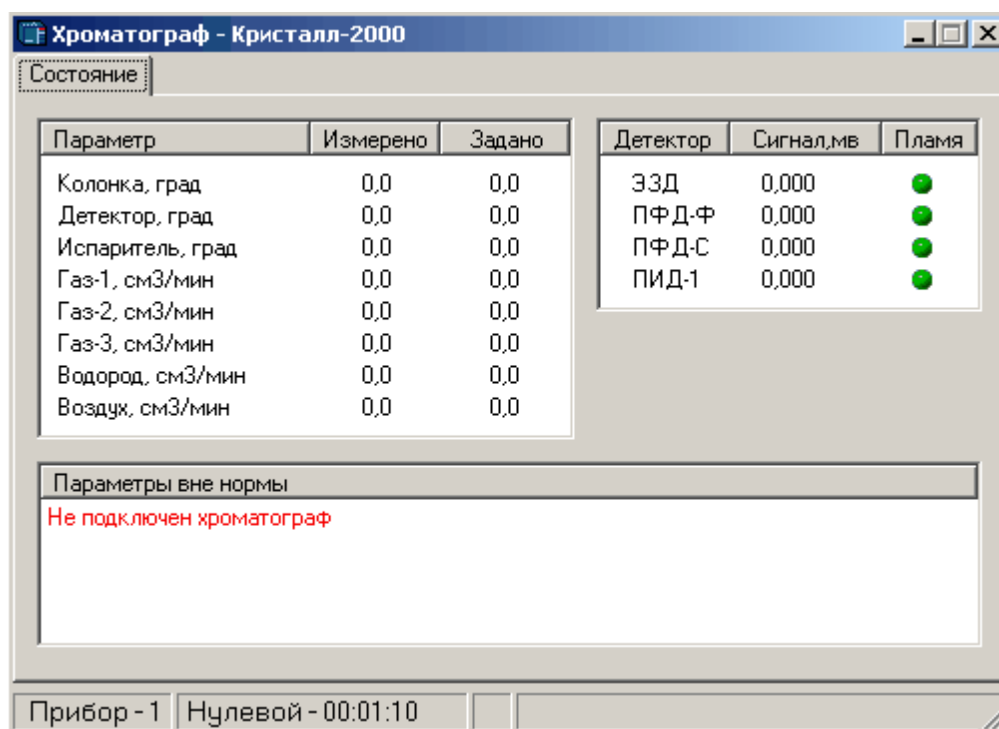 Хроматограф - Кристалл-2000
Состояние
Параметр Измерено Задано
Колонка, град 0,0 0,0
Детектор, град 0,0 0,0
Испаритель, град 0,0 0,0
Газ-1, см3/мин 0,0 0,0
Газ-2, см3/мин 0,0 0,0
Газ-3, см3/мин 0,0 0,0
Водород, см3/мин 0,0 0,0
Воздух, см3/мин 0,0 0,0
Детектор Сигнал,мв Пламя
ЭЗД 0,000
ПФД-Ф 0,000
ПФД-С 0,000
ПИД-1 0,000
Параметры вне нормы
Не подключен хроматограф
Прибор - 1 Нулевой - 00:01:10